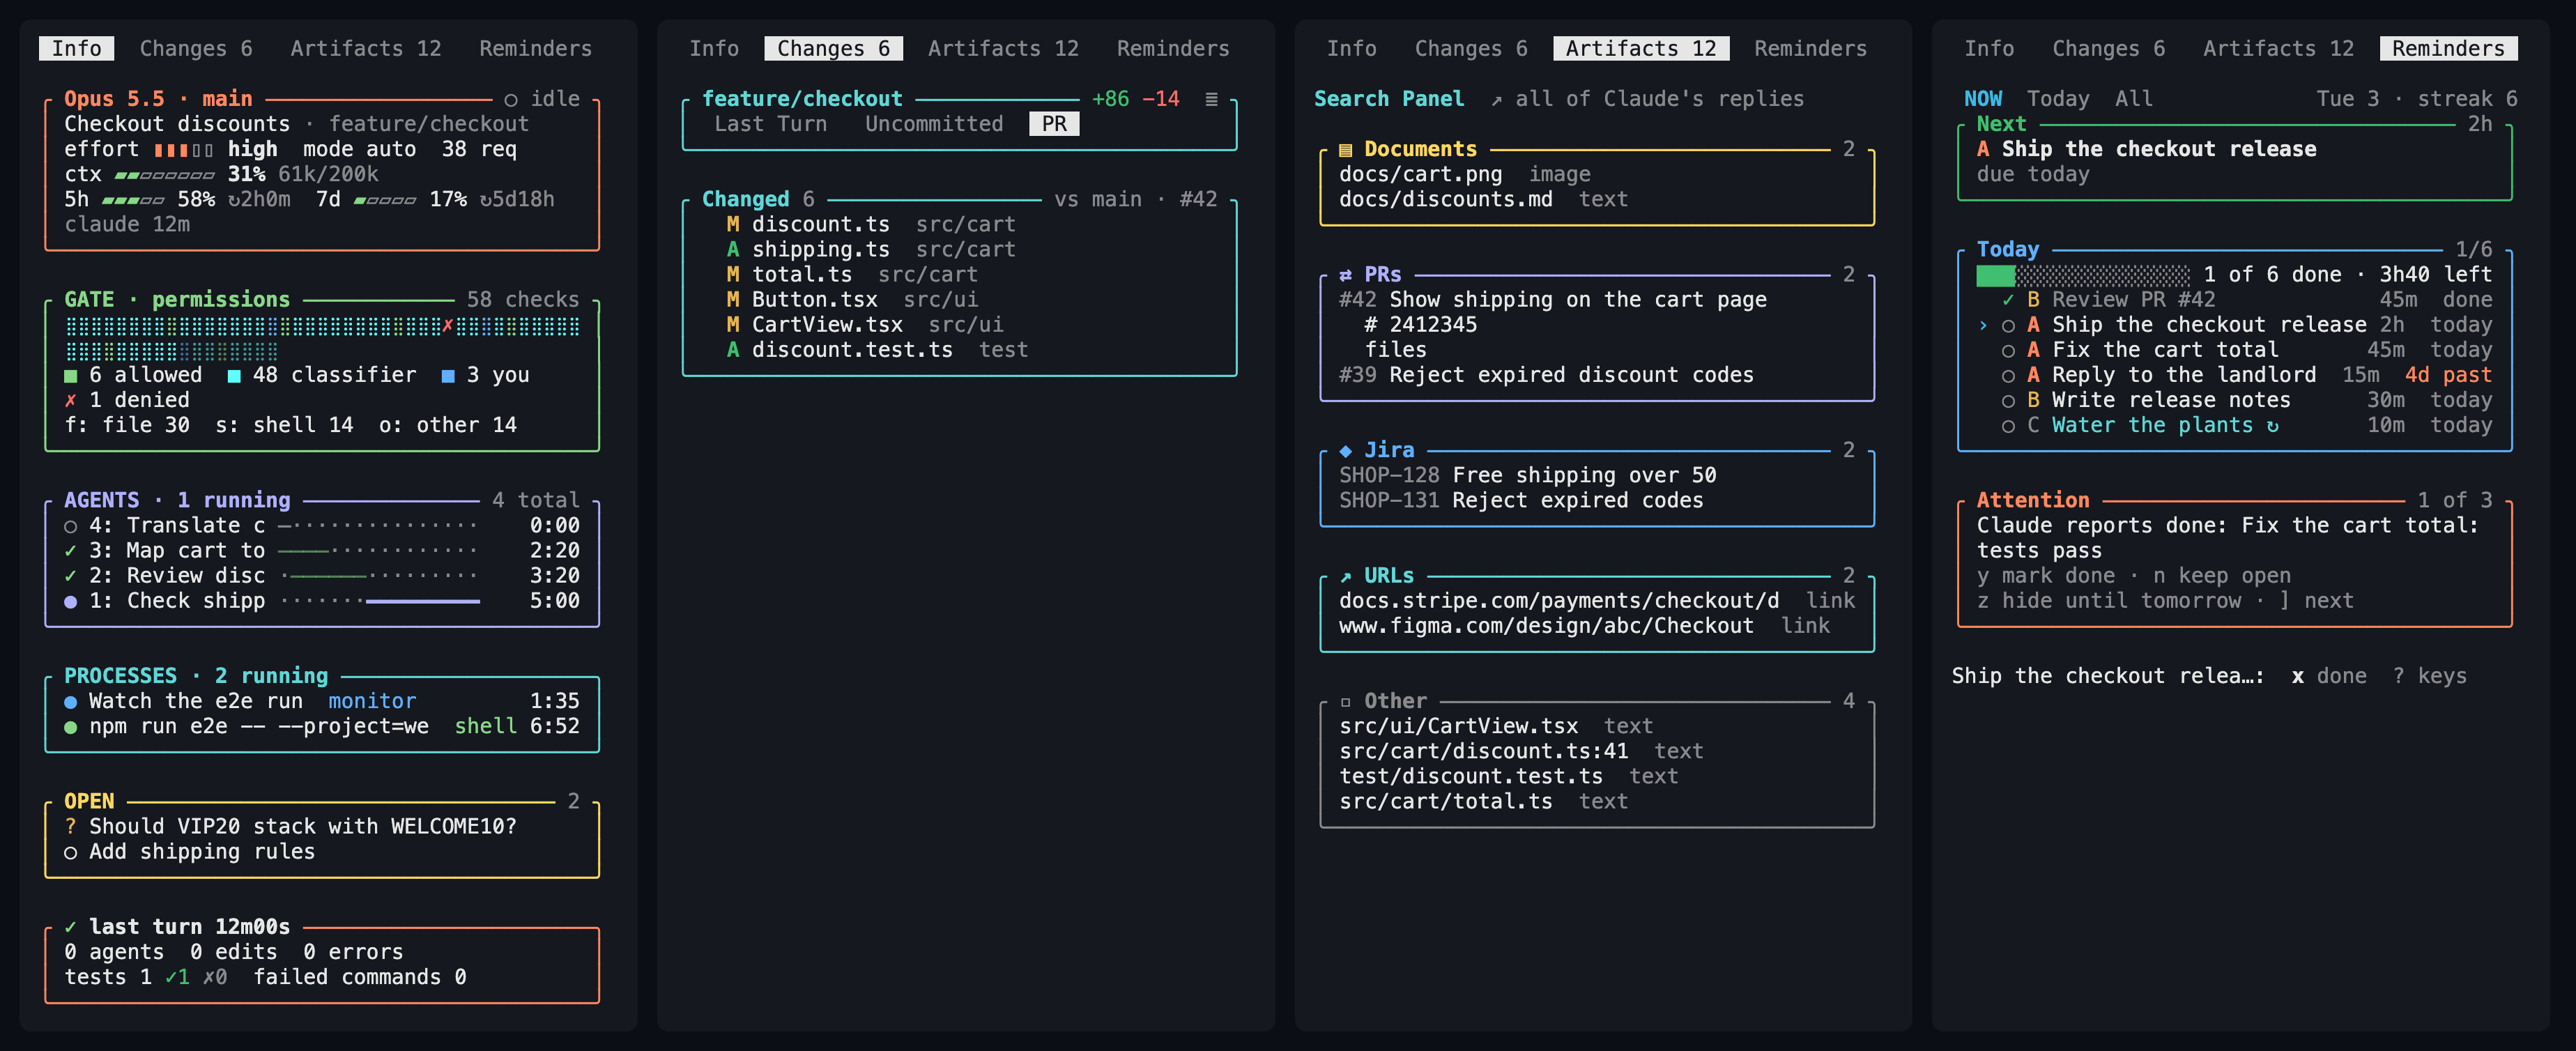 Info Changes 6 Artifacts 12 Reminders
Opus 5.5 · main ○ idle
Checkout discounts · feature/checkout
effort ▮▮▮▯▯ high mode auto 38 req
ctx ▰▰▱▱▱▱▱▱ 31% 61k/200k
5h ▰▰▰▱▱ 58% ↻2h0m 7d ▰▱▱▱▱ 17% ↻5d18h
claude 12m
GATE · permissions 58 checks
■ 6 allowed ■ 48 classifier ■ 3 you
✗ 1 denied
f: file 30 s: shell 14 o: other 14
AGENTS · 1 running 4 total
○ 4: Translate c 0:00
✓ 3: Map cart to 2:20
✓ 2: Review disc 3:20
● 1: Check shipp 5:00
PROCESSES · 2 running
● Watch the e2e run monitor 1:35
● npm run e2e -- --project=we shell 6:52
OPEN 2
? Should VIP20 stack with WELCOME10?
○ Add shipping rules
✓ last turn 12m00s
0 agents 0 edits 0 errors
tests 1 ✓1 ✗0 failed commands 0
Info Changes 6 Artifacts 12 Reminders
feature/checkout +86 -14 ≣
Last Turn Uncommitted PR
Changed 6 vs main · #42
M discount.ts src/cart
A shipping.ts src/cart
M total.ts src/cart
M Button.tsx src/ui
M CartView.tsx src/ui
A discount.test.ts test
Info Changes 6 Artifacts 12 Reminders
Search Panel ↗ all of Claude's replies
▤ Documents 2
docs/cart.png image
docs/discounts.md text
⇄ PRs 2
#42 Show shipping on the cart page
# 2412345
files
#39 Reject expired discount codes
◆ Jira 2
SHOP-128 Free shipping over 50
SHOP-131 Reject expired codes
↗ URLs 2
docs.stripe.com/payments/checkout/d link
www.figma.com/design/abc/Checkout link
▫ Other 4
src/ui/CartView.tsx text
src/cart/discount.ts:41 text
test/discount.test.ts text
src/cart/total.ts text
Info Changes 6 Artifacts 12 Reminders
NOW Today All Tue 3 · streak 6
Next 2h
A Ship the checkout release
due today
Today 1/6
1 of 6 done · 3h40 left
✓ B Review PR #42 45m done
› ○ A Ship the checkout release 2h today
○ A Fix the cart total 45m today
○ A Reply to the landlord 15m 4d past
○ B Write release notes 30m today
○ C Water the plants ↻ 10m today
Attention 1 of 3
Claude reports done: Fix the cart total:
tests pass
y mark done · n keep open
z hide until tomorrow · ] next
Ship the checkout relea…: x done ? keys